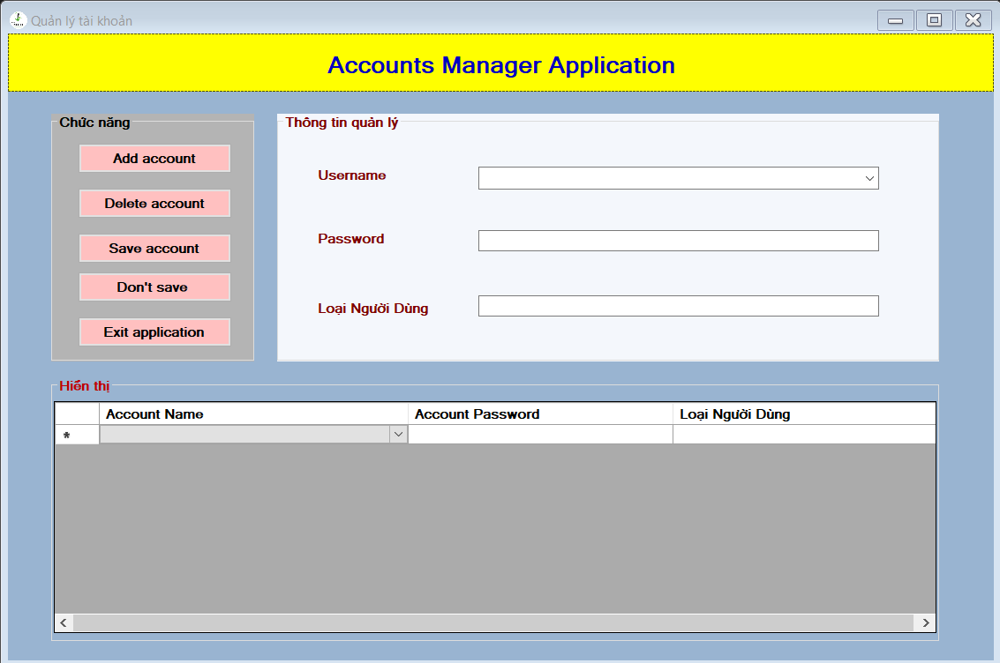 Quản lý tài khoản
Accounts Manager Application
Chức năng
Add account
Delete account
Save account
Don't save
Exit application
Thông tin quản lý
Username
Password
Loại Người Dùng
Hiển thị
Account Name Account Password Loại Người Dùng
*